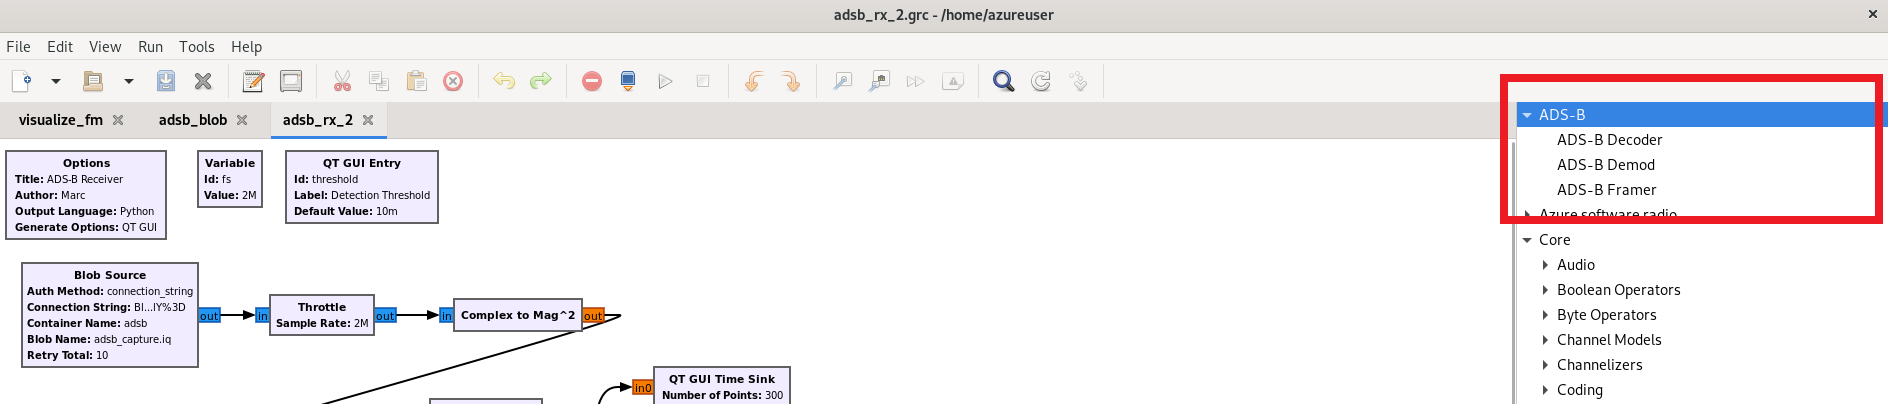 adsb_rx_2.grc - /home/azureuser
File Edit View Run Tools Help
visualize_fm
adsb_blob
adsb_rx_2
Options
Title: ADS-B Receiver
Author: Marc
Output Language: Python
Generate Options: QT GUI
Variable
Id: fs
Value: 2M
QT GUI Entry
Id: threshold
Label: Detection Threshold
Default Value: 10m
Blob Source
Auth Method: connection_string
Connection String: Bl...lY%3D
Container Name: adsb
Blob Name: adsb_capture.iq
Retry Total: 10
out
in
Throttle
Sample Rate: 2M
out
in
Complex to Mag^2
out
in0
QT GUI Time Sink
Number of Points: 300
ADS-B
ADS-B Decoder
ADS-B Demod
ADS-B Framer
Azure software radio
Core
Audio
Boolean Operators
Byte Operators
Channel Models
Channelizers
Coding